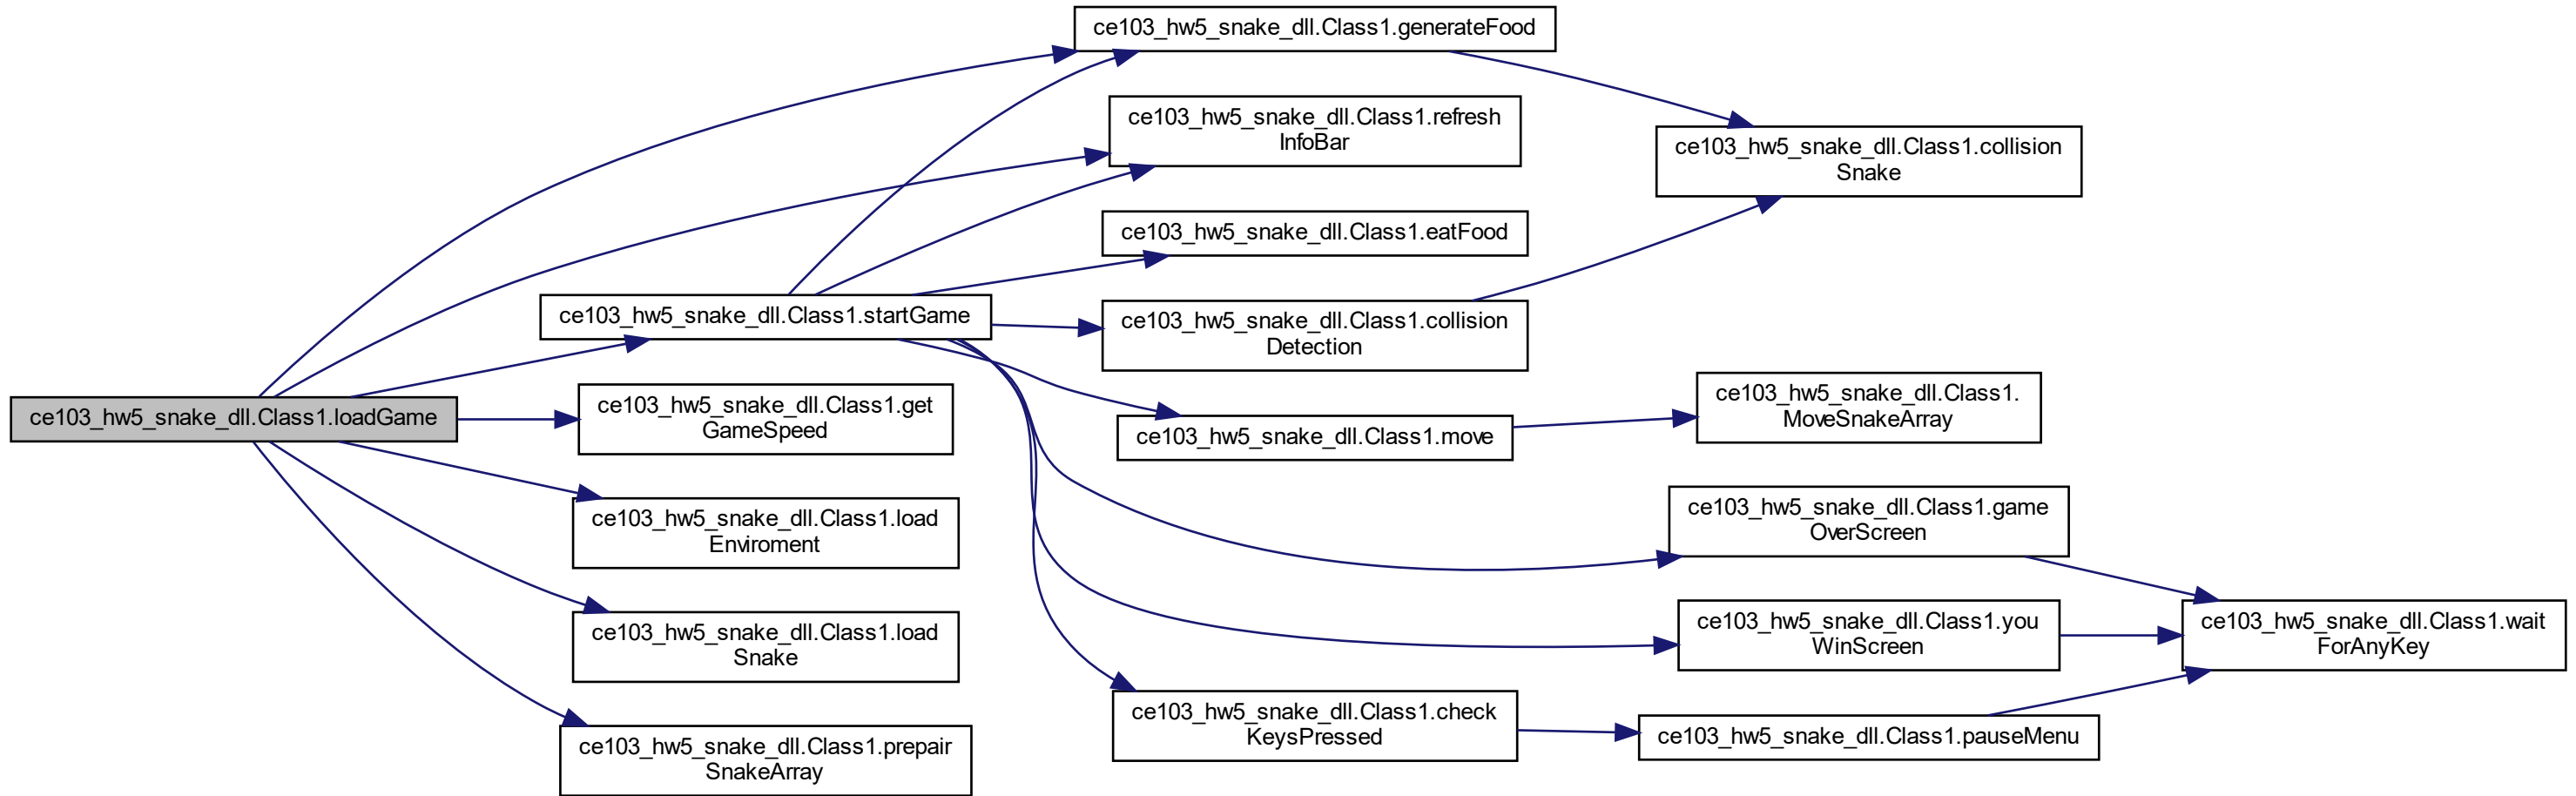 ce103_hw5_snake_dll.Class1.loadGame
ce103_hw5_snake_dll.Class1.startGame
ce103_hw5_snake_dll.Class1.get
GameSpeed
ce103_hw5_snake_dll.Class1.load
Enviroment
ce103_hw5_snake_dll.Class1.load
Snake
ce103_hw5_snake_dll.Class1.prepair
SnakeArray
ce103_hw5_snake_dll.Class1.generateFood
ce103_hw5_snake_dll.Class1.refresh
InfoBar
ce103_hw5_snake_dll.Class1.eatFood
ce103_hw5_snake_dll.Class1.collision
Detection
ce103_hw5_snake_dll.Class1.move
ce103_hw5_snake_dll.Class1.check
KeysPressed
ce103_hw5_snake_dll.Class1.collision
Snake
ce103_hw5_snake_dll.Class1.
MoveSnakeArray
ce103_hw5_snake_dll.Class1.game
OverScreen
ce103_hw5_snake_dll.Class1.you
WinScreen
ce103_hw5_snake_dll.Class1.pauseMenu
ce103_hw5_snake_dll.Class1.wait
ForAnyKey